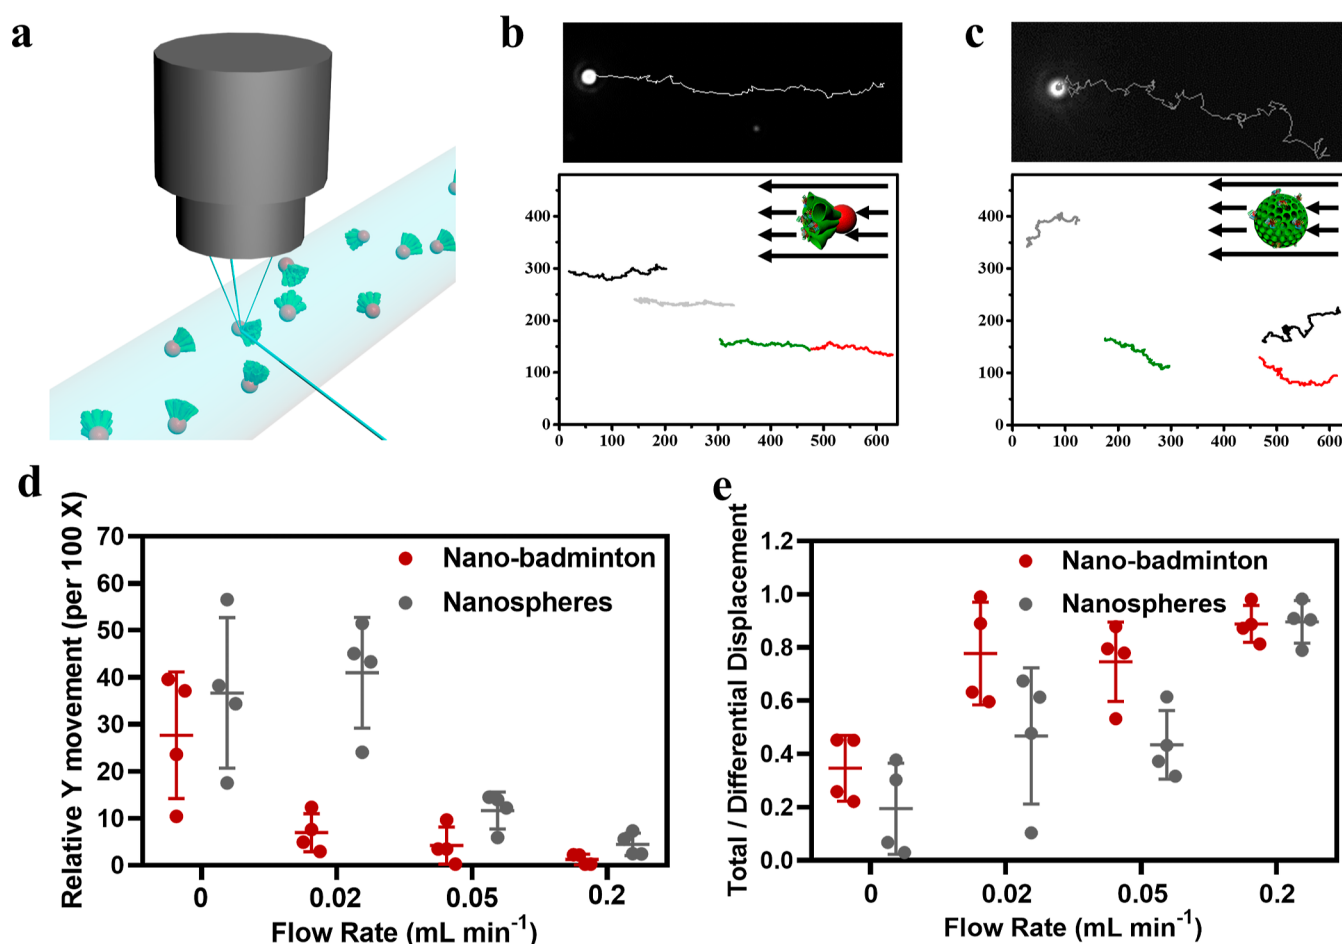 a
b
c
400
300
200
100
0
0 100 200 300 400 500 600
400
300
200
100
0
0 100 200 300 400 500 600
d
Relative Y movement (per 100 X)
70
60
50
40
30
20
10
0
Nano-badminton
Nanospheres
0 0.02 0.05 0.2
Flow Rate (mL min⁻¹)
e
Total / Differential Displacement
1.2
1.0
0.8
0.6
0.4
0.2
0.0
Nano-badminton
Nanospheres
0 0.02 0.05 0.2
Flow Rate (mL min⁻¹)